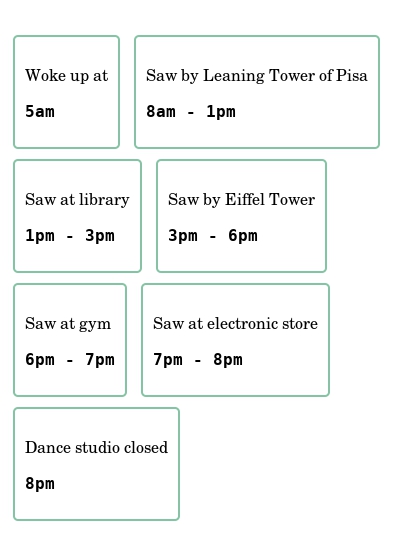 Woke up at
5am
Saw by Leaning Tower of Pisa
8am - 1pm
Saw at library
1pm - 3pm
Saw by Eiffel Tower
3pm - 6pm
Saw at gym
6pm - 7pm
Saw at electronic store
7pm - 8pm
Dance studio closed
8pm